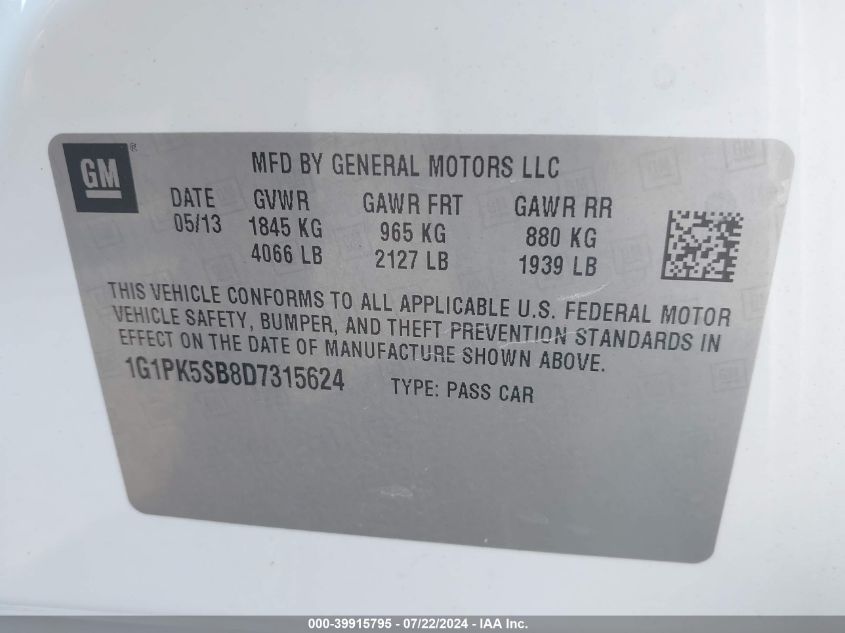 GM®
MFD BY GENERAL MOTORS LLC
DATE GVWR GAWR FRT GAWR RR
05/13 1845 KG 965 KG 880 KG
4066 LB 2127 LB 1939 LB
THIS VEHICLE CONFORMS TO ALL APPLICABLE U.S. FEDERAL MOTOR
VEHICLE SAFETY, BUMPER, AND THEFT PREVENTION STANDARDS IN
EFFECT ON THE DATE OF MANUFACTURE SHOWN ABOVE.
1G1PK5SB8D7315624 TYPE: PASS CAR
000-39915795 - 07/22/2024 - IAA Inc.